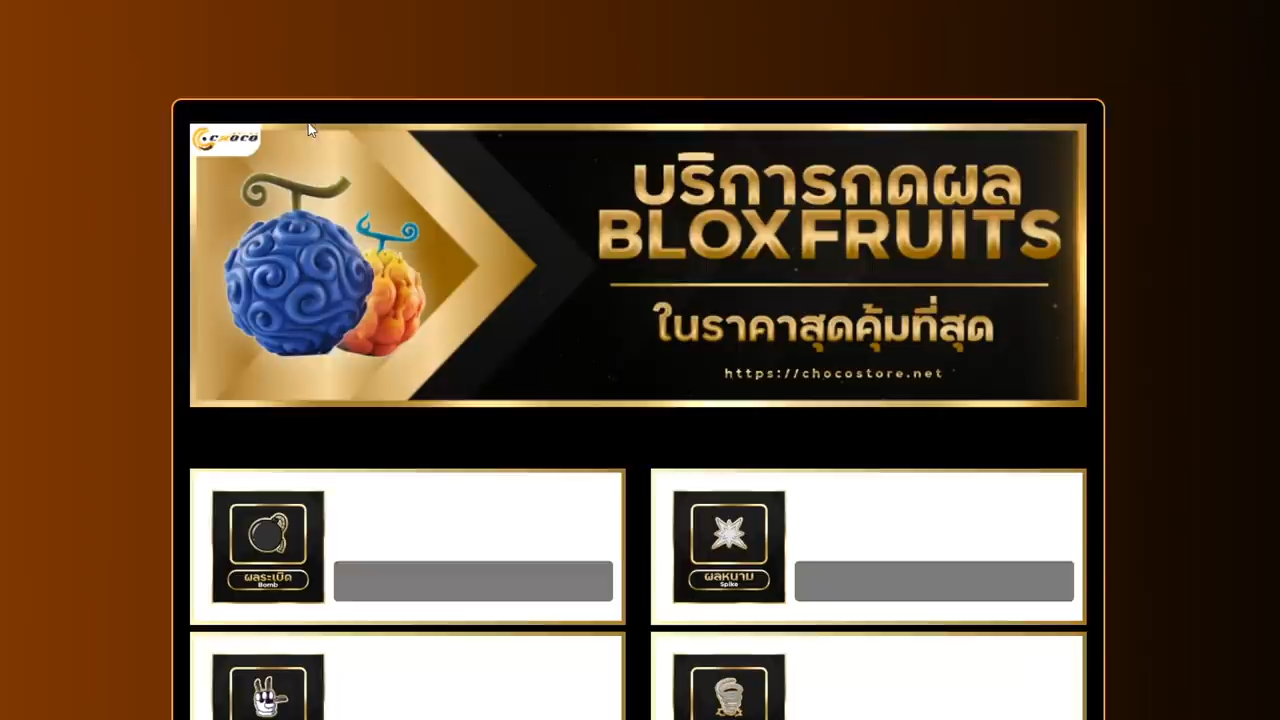 CHOCO
บริการกดผล
BLOX FRUITS
ในราคาสุดคุ้มที่สุด
https://chocostore.net
ผลระเบิด
Bomb
ผลหนาม
Spike